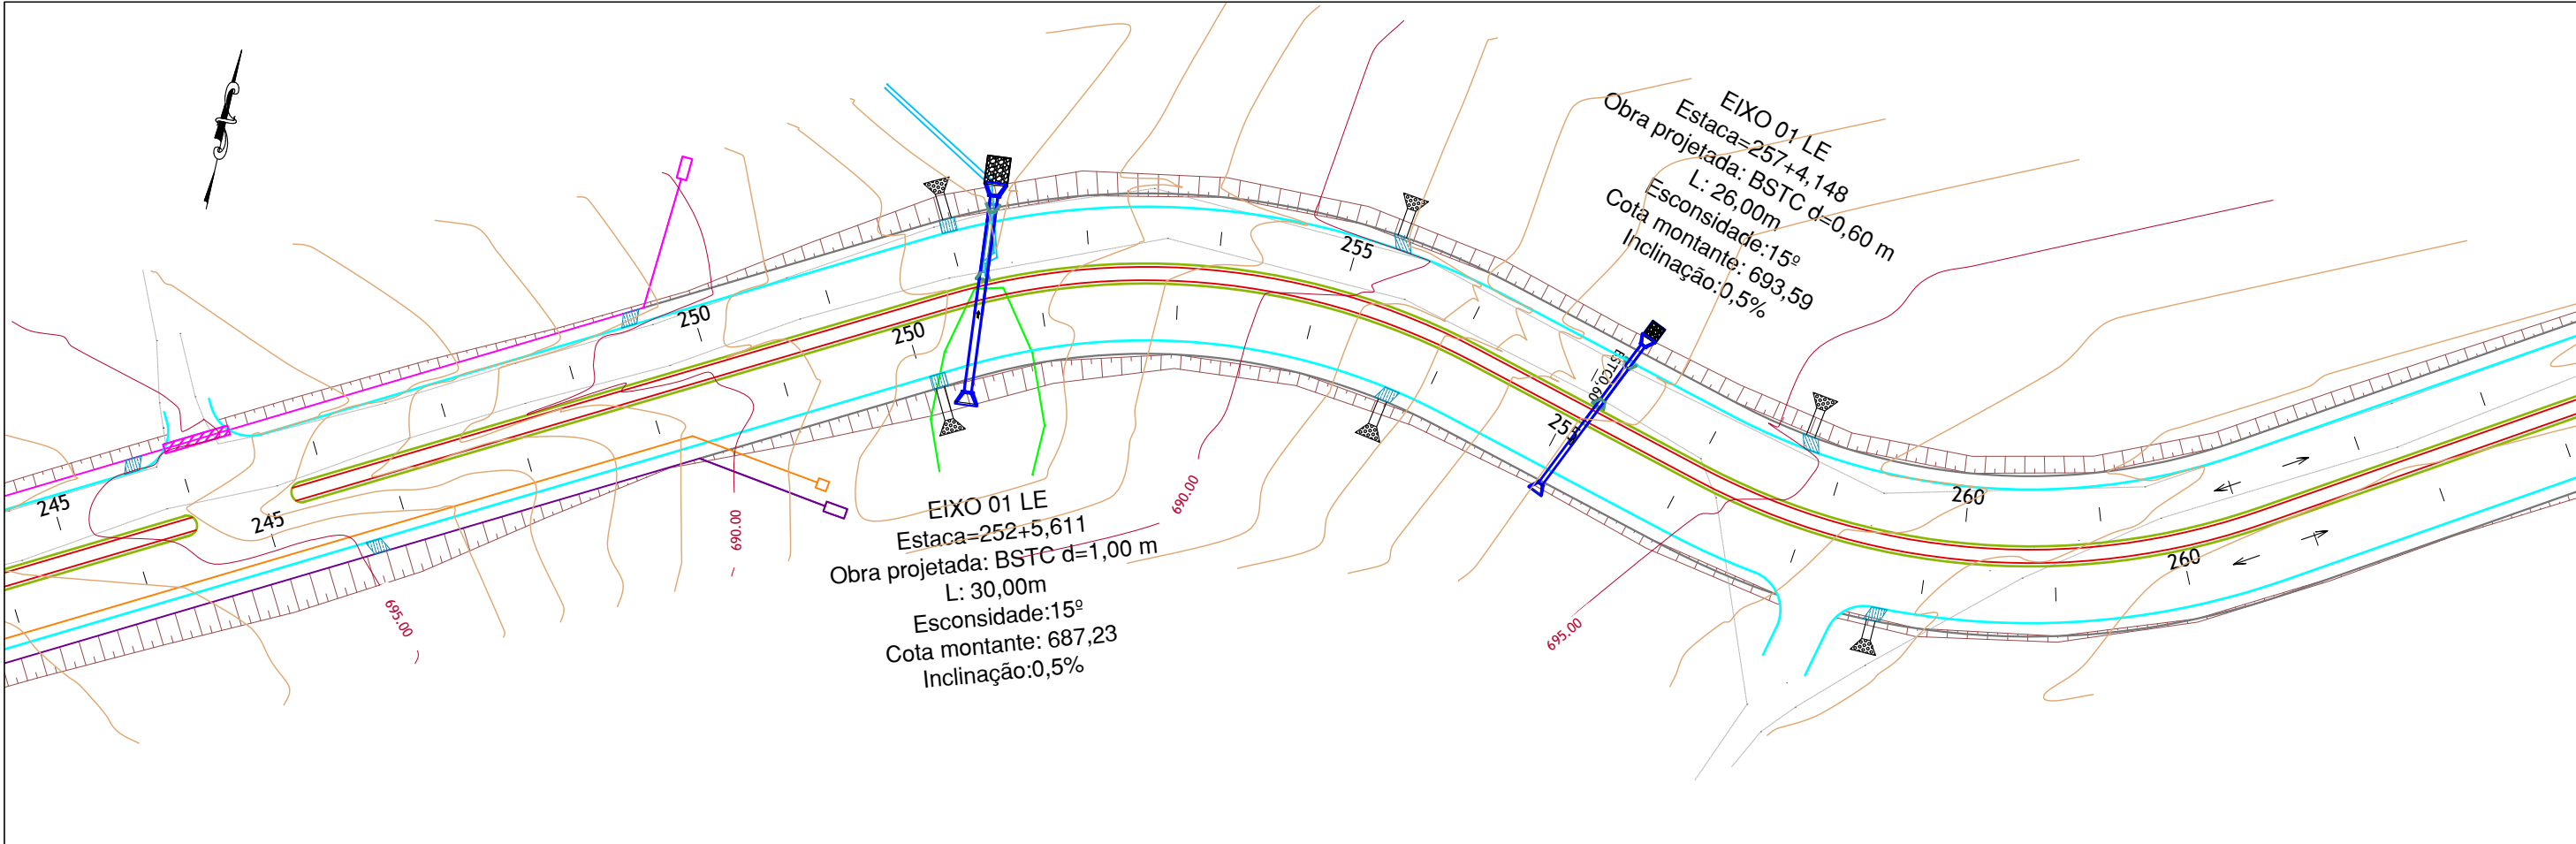 EIXO 01 LE
Estaca=257+4,148
Obra projetada: BSTC d=0,60 m
L: 26,00m
Esconsidade:15º
Cota montante: 693,59
Inclinação:0,5%
255
250
250
245
245
255
260
260
690.00
690.00
695.00
695.00
EIXO 01 LE
Estaca=252+5,611
Obra projetada: BSTC d=1,00 m
L: 30,00m
Esconsidade:15º
Cota montante: 687,23
Inclinação:0,5%